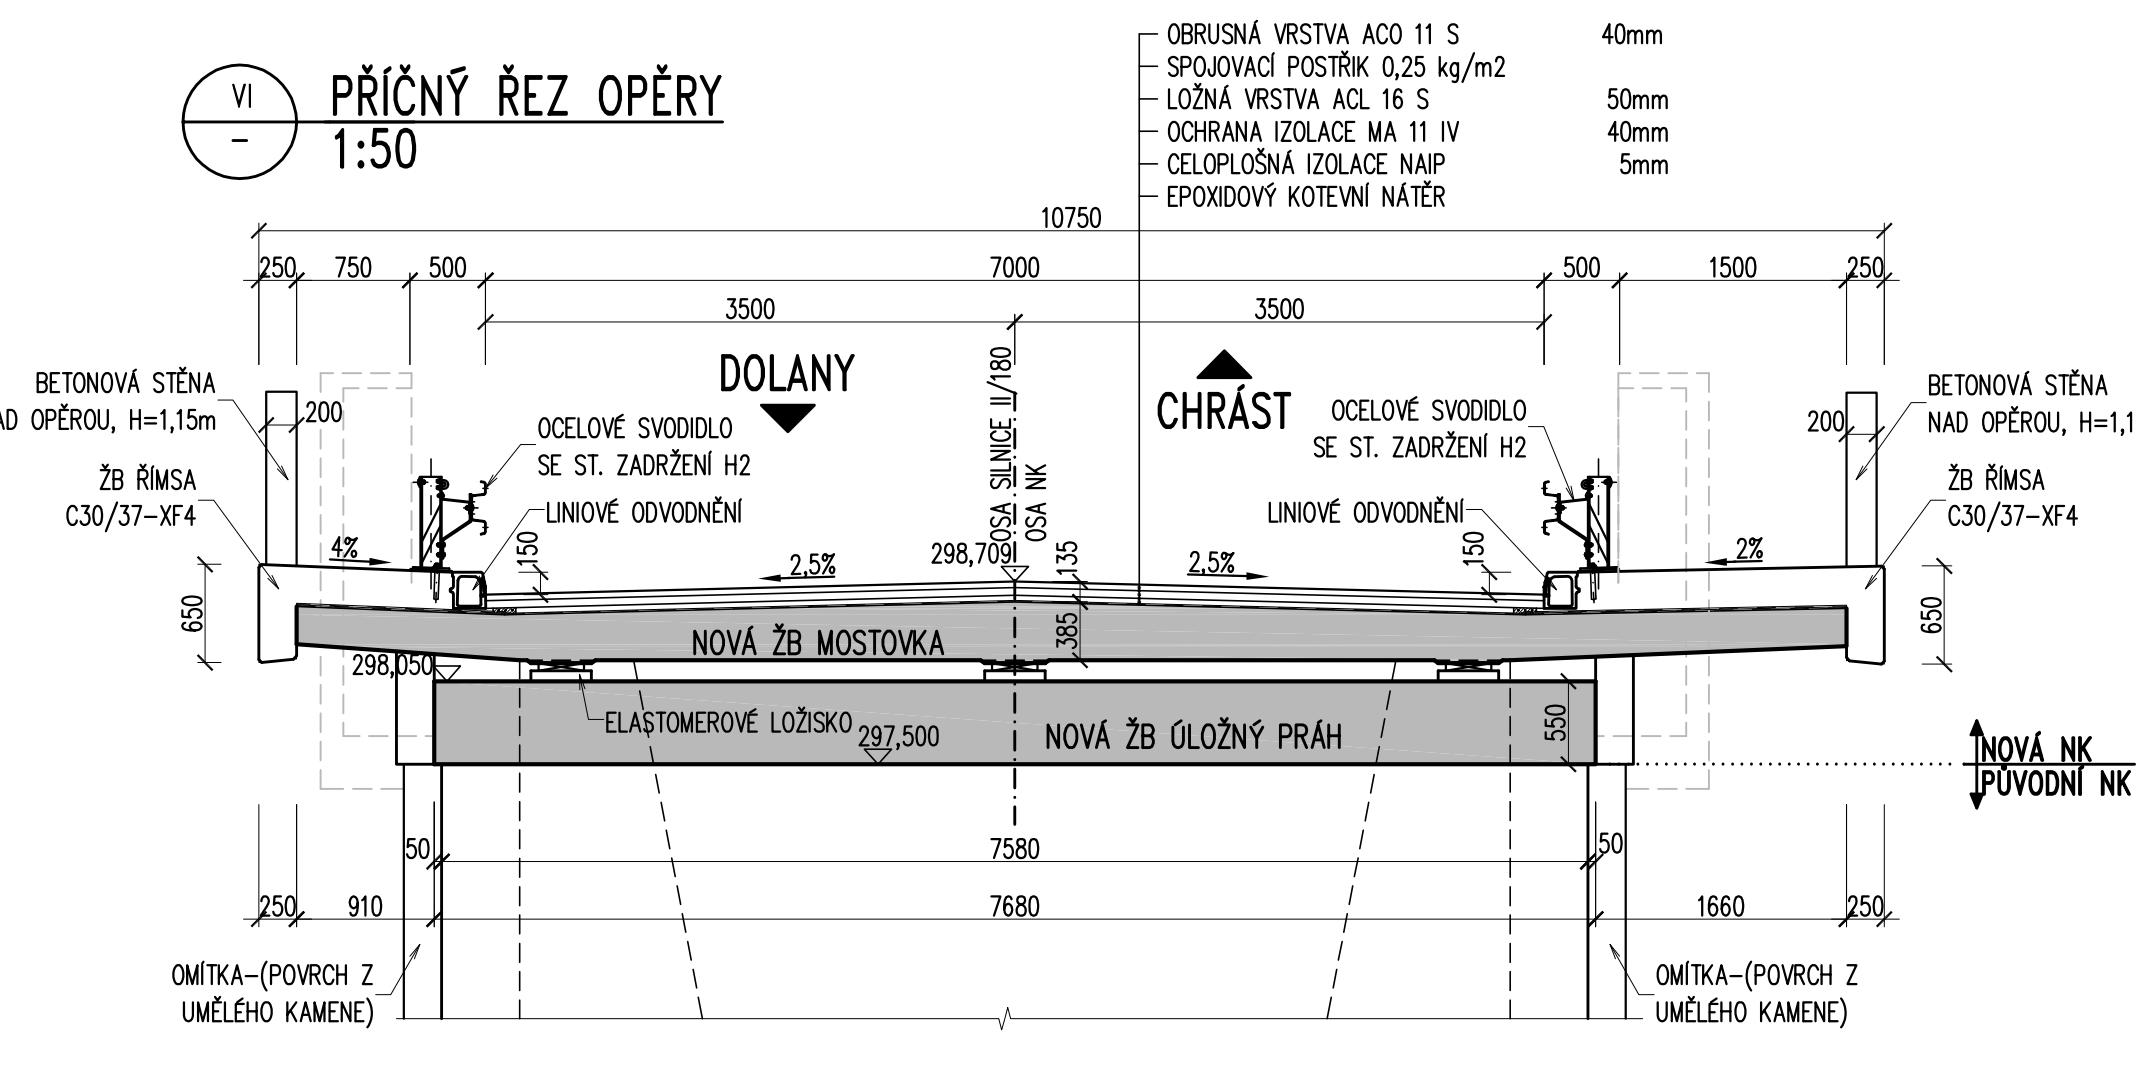 VI
–
PŘÍČNÝ ŘEZ OPĚRY
1:50
OBRUSNÁ VRSTVA ACO 11 S 40mm
SPOJOVACÍ POSTŘIK 0,25 kg/m2
LOŽNÁ VRSTVA ACL 16 S 50mm
OCHRANA IZOLACE MA 11 IV 40mm
CELOPLOŠNÁ IZOLACE NAIP 5mm
EPOXIDOVÝ KOTEVNÍ NÁTĚR
10750
250 750 500 7000 500 1500 250
3500 3500
DOLANY
CHRÁST
OSA SILNICE II/180
OSA NK
BETONOVÁ STĚNA
AD OPĚROU, H=1,15m
200
ŽB ŘÍMSA
C30/37-XF4
OCELOVÉ SVODIDLO
SE ST. ZADRŽENÍ H2
LINIOVÉ ODVODNĚNÍ
OCELOVÉ SVODIDLO
SE ST. ZADRŽENÍ H2
LINIOVÉ ODVODNĚNÍ
200
BETONOVÁ STĚNA
NAD OPĚROU, H=1,1
ŽB ŘÍMSA
C30/37-XF4
4%
150
2,5%
298,709
135
2,5%
150
2%
650
385
650
NOVÁ ŽB MOSTOVKA
298,050
ELASTOMEROVÉ LOŽISKO
297,500
NOVÁ ŽB ÚLOŽNÝ PRÁH
550
NOVÁ NK
PŮVODNÍ NK
50 7580 50
250 910 7680 1660 250
OMÍTKA-(POVRCH Z
UMĚLÉHO KAMENE)
OMÍTKA-(POVRCH Z
UMĚLÉHO KAMENE)